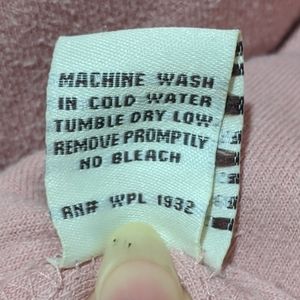 MACHINE WASH
IN COLD WATER
TUMBLE DRY LOW
REMOVE PROMPTLY
NO BLEACH
RN# WPL 1932